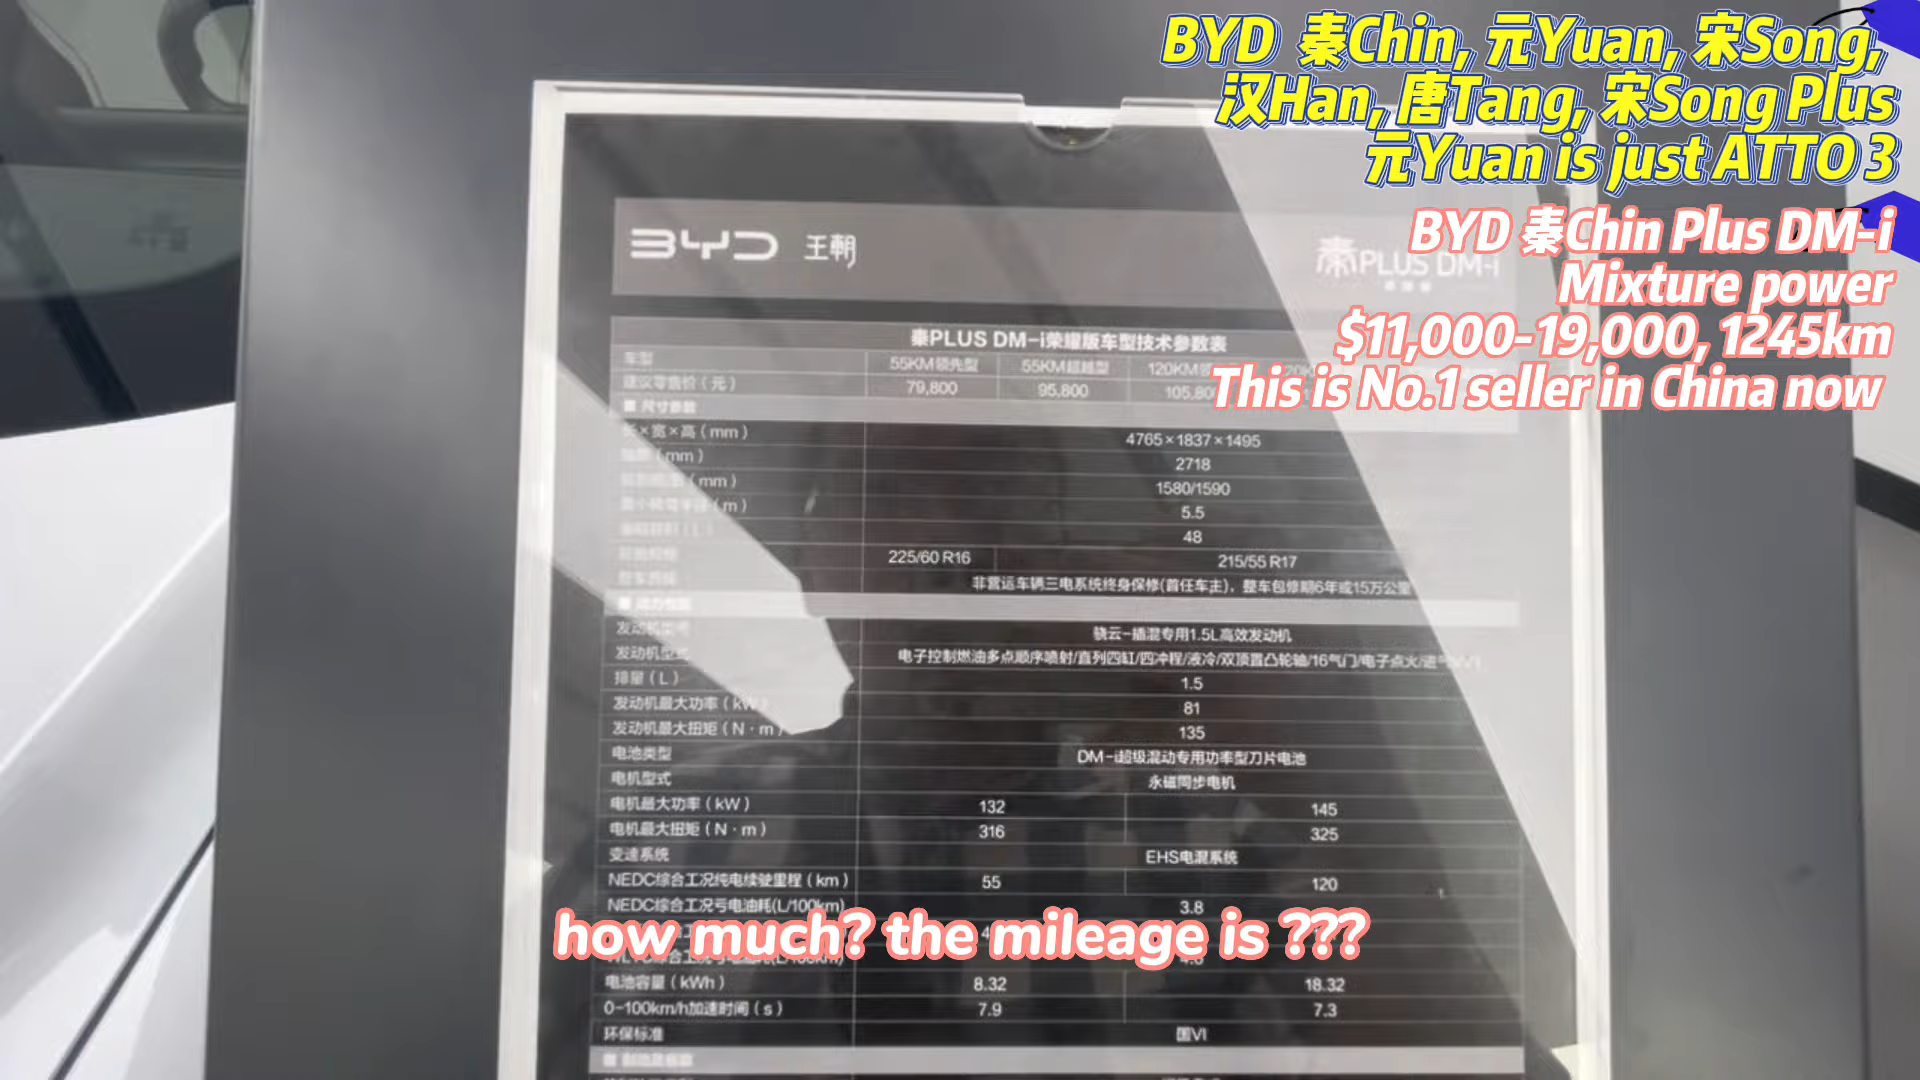 BYD 秦Chin, 元Yuan, 宋Song,
汉Han, 唐Tang, 宋Song Plus
元Yuan is just ATTO 3
BYD 秦Chin Plus DM-i
Mixture power
$11,000-19,000, 1245km
This is No.1 seller in China now
BYD 王朝 秦PLUS DM-i
秦PLUS DM-i荣耀版车型技术参数表
车型 55KM领先型 55KM超越型 120KM
建议零售价（元） 79,800 95,800
■ 尺寸参数
长×宽×高（mm） 4765×1837×1495
（mm） 2718
（mm） 1580/1590
（m） 5.5
48
225/60 R16 215/55 R17
非营运车辆三电系统终身保修(首任车主)、整车包修期6年或15万公里
发动机型号 骁云-插混专用1.5L高效发动机
发动机型式 电子控制燃油多点顺序喷射/直列四缸/四冲程/液冷/双顶置凸轮轴/16气门/电子点火/进气VVT
排量（L） 1.5
发动机最大功率（kW） 81
发动机最大扭矩（N·m） 135
电池类型 DM-i超级混动专用功率型刀片电池
电机型式 永磁同步电机
电机最大功率（kW） 132 145
电机最大扭矩（N·m） 316 325
变速系统 EHS电混系统
NEDC综合工况纯电续驶里程（km） 55 120
NEDC综合工况亏电油耗(L/100km) 3.8
how much? the mileage is ???
电池容量（kWh） 8.32 18.32
0-100km/h加速时间（s） 7.9 7.3
环保标准 国VI